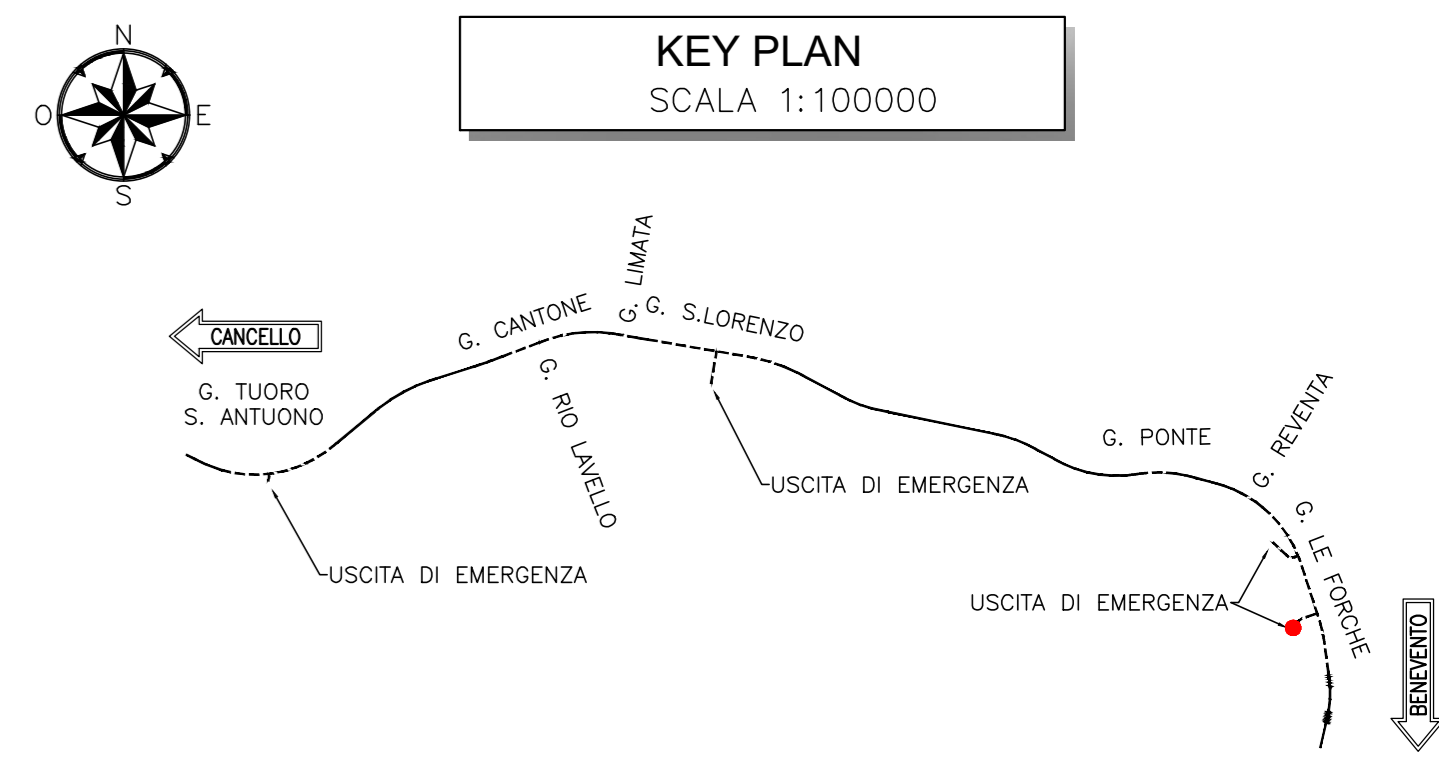 N
O
E
S
KEY PLAN
SCALA 1:100000
CANCELLO
G. TUORO
S. ANTUONO
G. CANTONE
G. LIMATA
G. S.LORENZO
G. RIO LAVELLO
USCITA DI EMERGENZA
USCITA DI EMERGENZA
G. PONTE
G. REVENTA
G. LE FORCHE
USCITA DI EMERGENZA
BENEVENTO